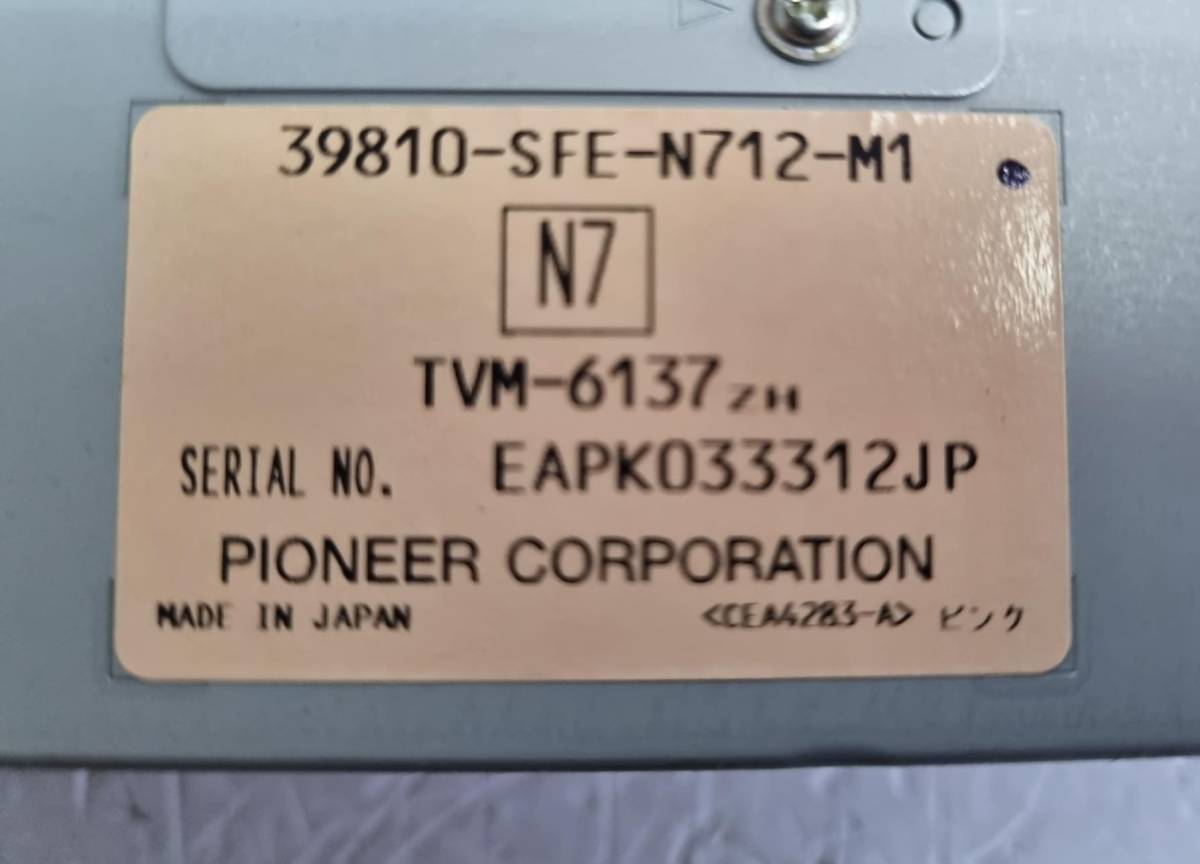 39810-SFE-N712-M1
N7
TVM-6137ZH
SERIAL NO. EAPK033312JP
PIONEER CORPORATION
MADE IN JAPAN <CEA4283-A> ピンク